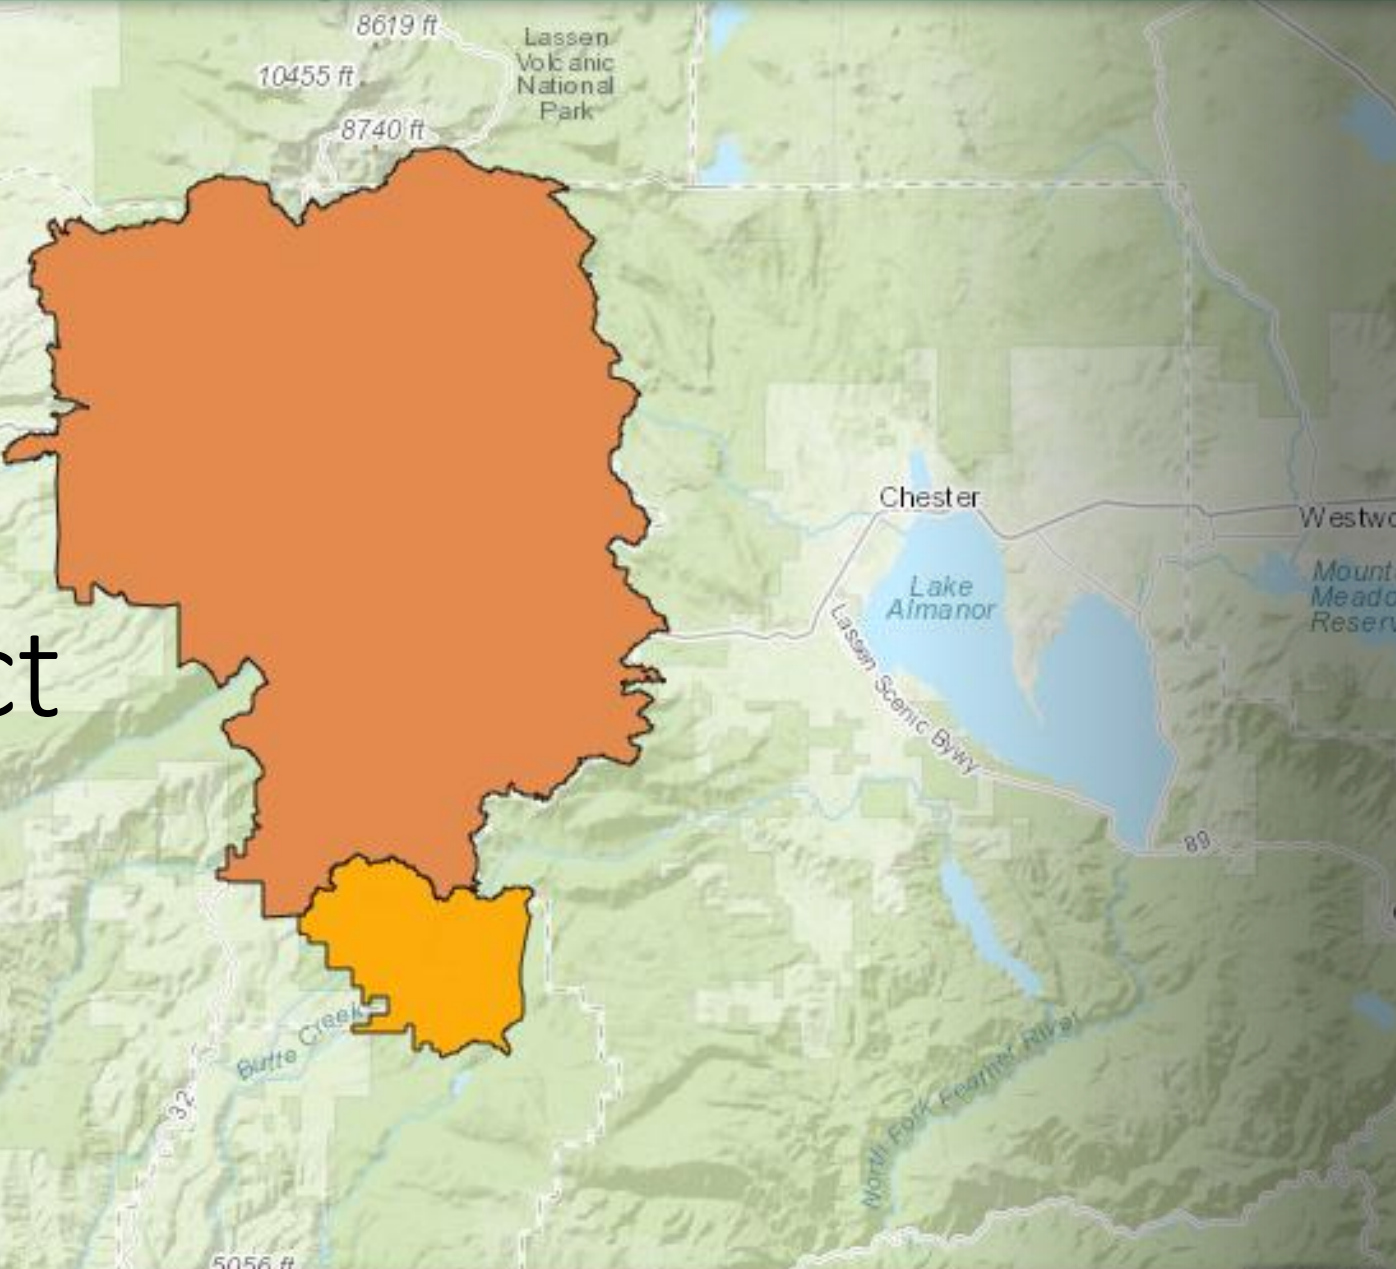 8619 ft
Lassen
Volcanic
National
Park
10455 ft
8740 ft
Chester
Westwo
Lake
Almanor
Mount
Meado
Reserv
ct
Lassen Scenic Bywy
89
Butte Creek
North Fork Feather River
32
5056 ft